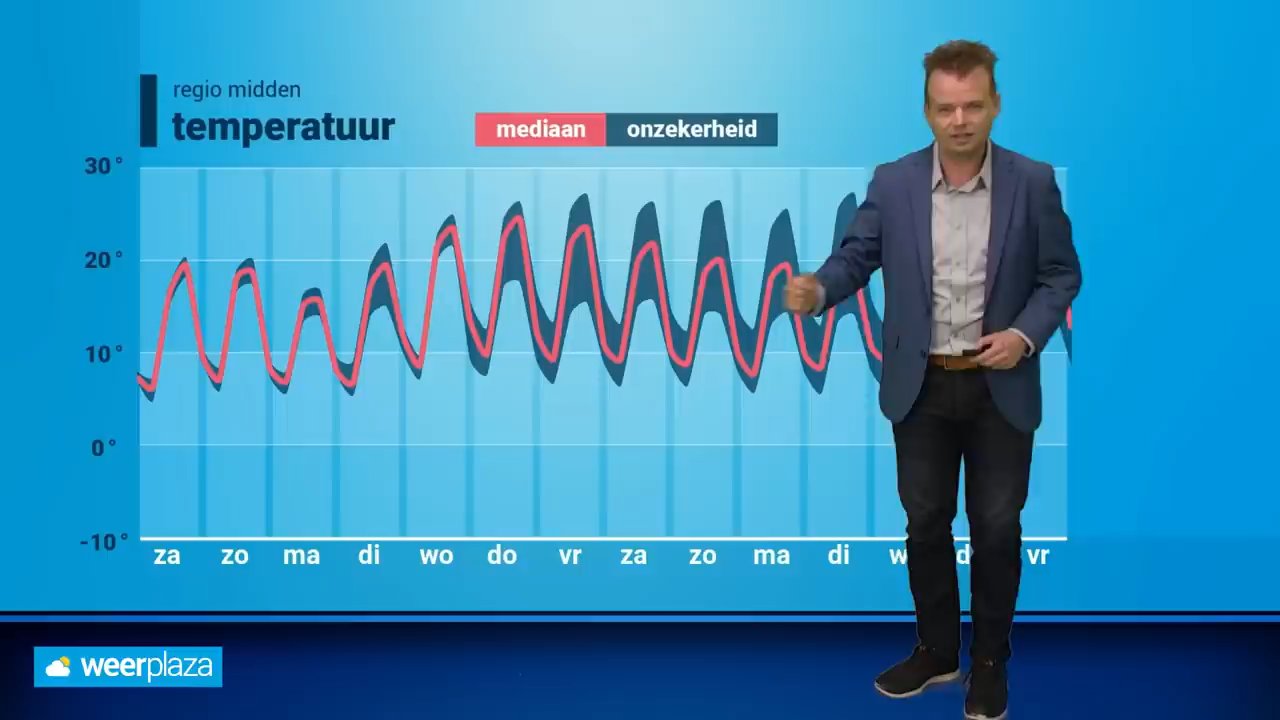 regio midden
temperatuur
mediaan onzekerheid
30°
20°
10°
0°
-10°
za zo ma di wo do vr za zo ma di w d vr
weerplaza